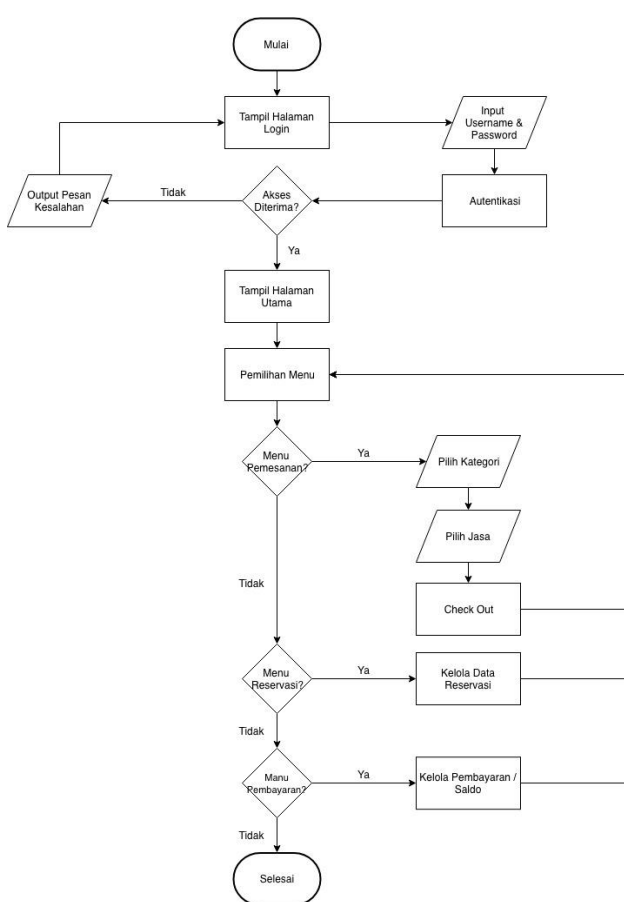 Mulai
Tampil Halaman
Login
Input
Username &
Password
Output Pesan
Kesalahan
Tidak
Akses
Diterima?
Autentikasi
Ya
Tampil Halaman
Utama
Pemilihan Menu
Menu
Pemesanan?
Ya
Pilih Kategori
Pilih Jasa
Tidak
Check Out
Menu
Reservasi?
Ya
Kelola Data
Reservasi
Tidak
Manu
Pembayaran?
Ya
Kelola Pembayaran /
Saldo
Tidak
Selesai